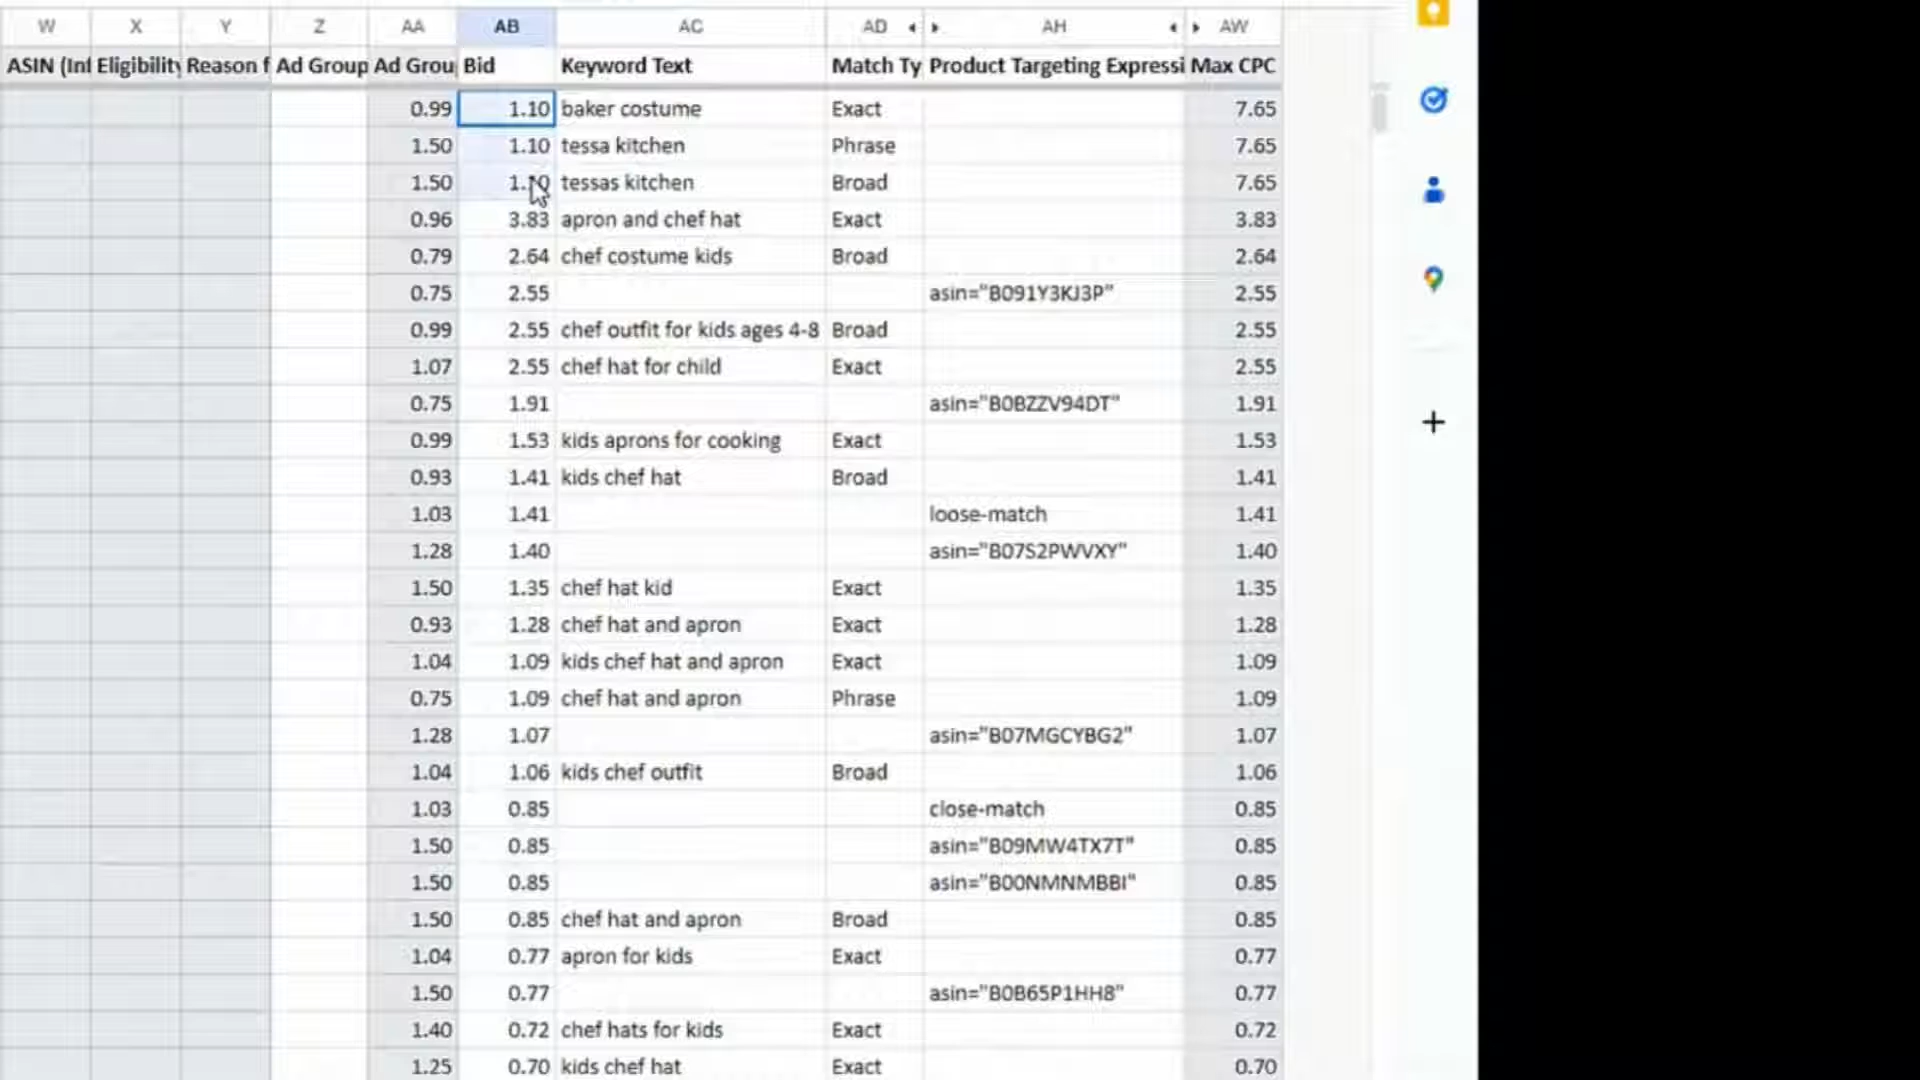 W X Y Z AA AB AC AD AH AW
ASIN (Inf Eligibility Reason f Ad Group Ad Grou Bid Keyword Text Match Ty Product Targeting Expressi Max CPC
0.99 1.10 baker costume Exact 7.65
1.50 1.10 tessa kitchen Phrase 7.65
1.50 1.10 tessas kitchen Broad 7.65
0.96 3.83 apron and chef hat Exact 3.83
0.79 2.64 chef costume kids Broad 2.64
0.75 2.55 asin="B091Y3KJ3P" 2.55
0.99 2.55 chef outfit for kids ages 4-8 Broad 2.55
1.07 2.55 chef hat for child Exact 2.55
0.75 1.91 asin="B0BZZV94DT" 1.91
0.99 1.53 kids aprons for cooking Exact 1.53
0.93 1.41 kids chef hat Broad 1.41
1.03 1.41 loose-match 1.41
1.28 1.40 asin="B07S2PWVXY" 1.40
1.50 1.35 chef hat kid Exact 1.35
0.93 1.28 chef hat and apron Exact 1.28
1.04 1.09 kids chef hat and apron Exact 1.09
0.75 1.09 chef hat and apron Phrase 1.09
1.28 1.07 asin="B07MGCYBG2" 1.07
1.04 1.06 kids chef outfit Broad 1.06
1.03 0.85 close-match 0.85
1.50 0.85 asin="B09MW4TX7T" 0.85
1.50 0.85 asin="B00NMNMBBI" 0.85
1.50 0.85 chef hat and apron Broad 0.85
1.04 0.77 apron for kids Exact 0.77
1.50 0.77 asin="B0B65P1HH8" 0.77
1.40 0.72 chef hats for kids Exact 0.72
1.25 0.70 kids chef hat Exact 0.70